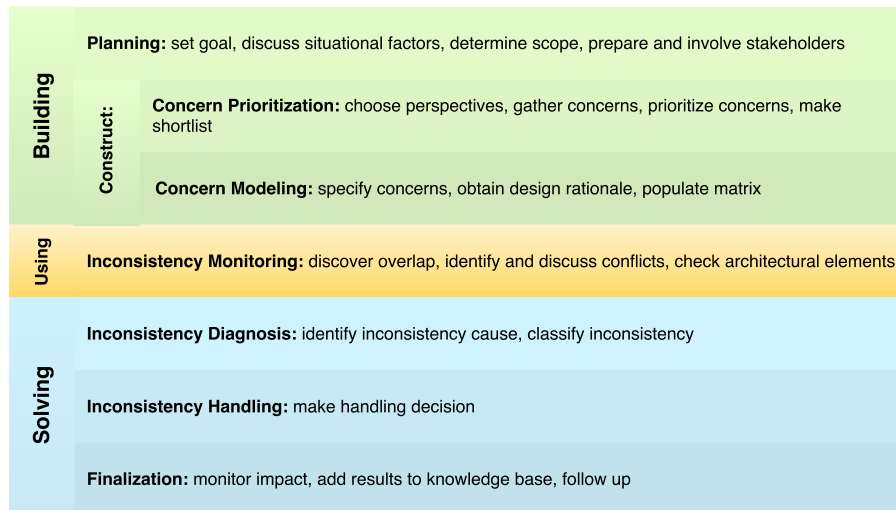 Building
Planning: set goal, discuss situational factors, determine scope, prepare and involve stakeholders
Construct:
Concern Prioritization: choose perspectives, gather concerns, prioritize concerns, make
shortlist
Concern Modeling: specify concerns, obtain design rationale, populate matrix
Using
Inconsistency Monitoring: discover overlap, identify and discuss conflicts, check architectural elements
Solving
Inconsistency Diagnosis: identify inconsistency cause, classify inconsistency
Inconsistency Handling: make handling decision
Finalization: monitor impact, add results to knowledge base, follow up